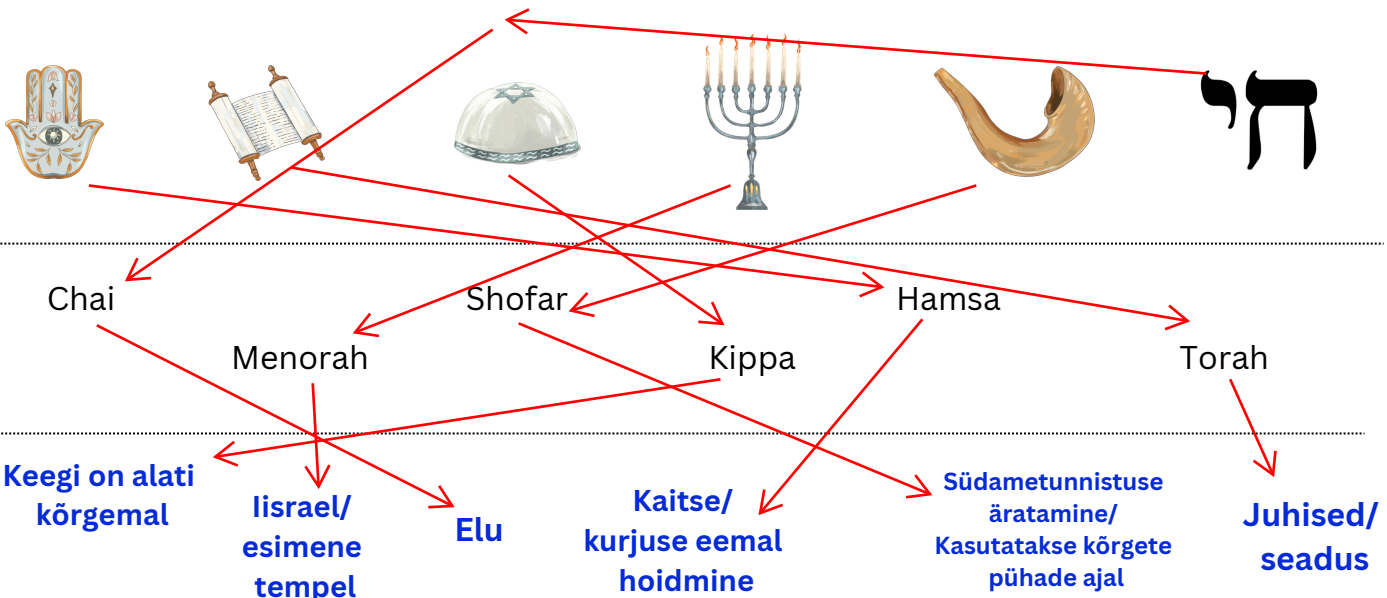 חי
Chai
Shofar
Hamsa
Menorah
Kippa
Torah
Keegi on alati
kõrgemal
Iisrael/
esimene
tempel
Elu
Kaitse/
kurjuse eemal
hoidmine
Südametunnistuse
äratamine/
Kasutatakse kõrgete
pühade ajal
Juhised/
seadus